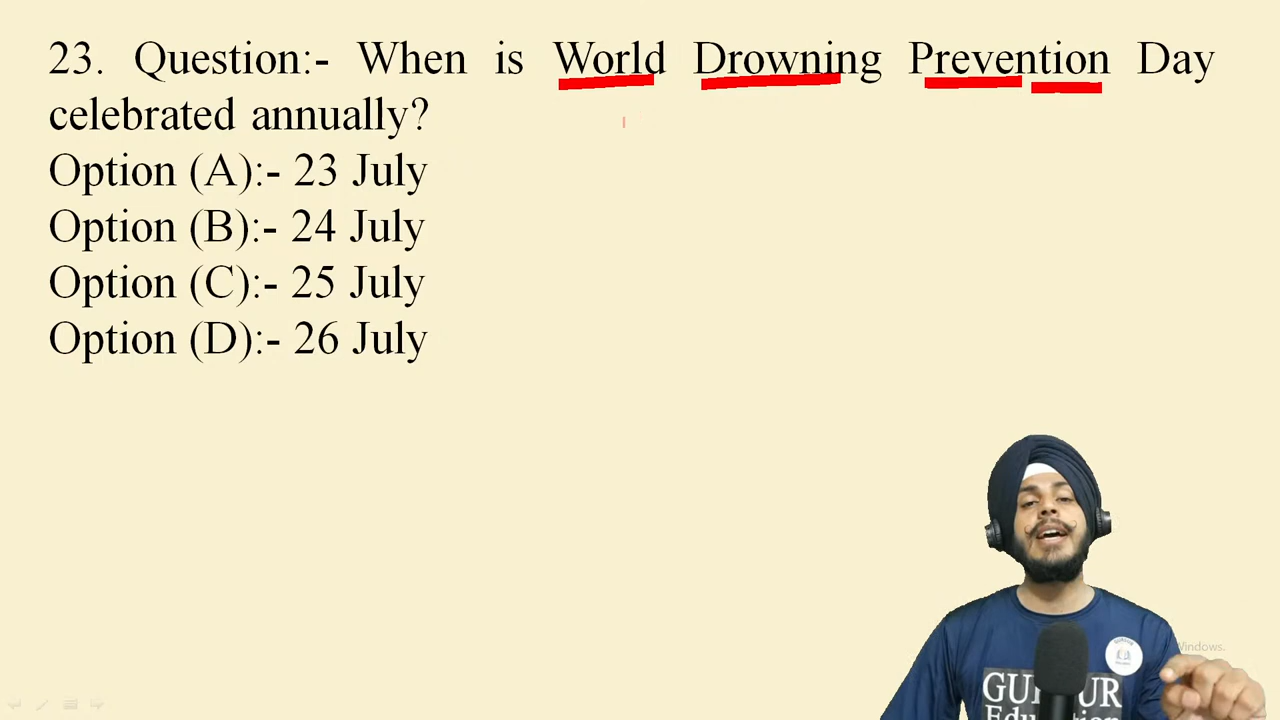 23. Question:- When is World Drowning Prevention Day
celebrated annually?
Option (A):- 23 July
Option (B):- 24 July
Option (C):- 25 July
Option (D):- 26 July
Windows.